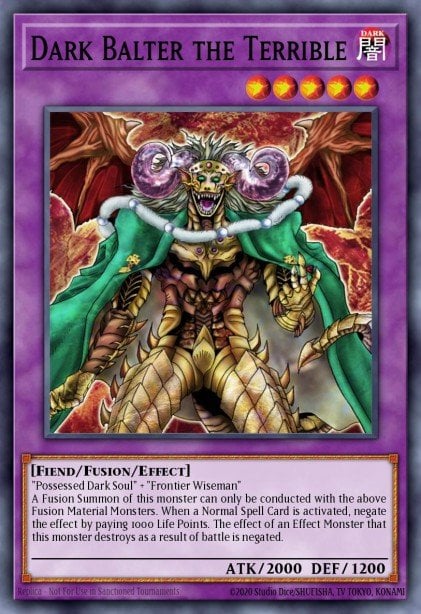 DARK BALTER THE TERRIBLE
DARK
闇
[FIEND/FUSION/EFFECT]
"Possessed Dark Soul" + "Frontier Wiseman"
A Fusion Summon of this monster can only be conducted with the above
Fusion Material Monsters. When a Normal Spell Card is activated, negate
the effect by paying 1000 Life Points. The effect of an Effect Monster that
this monster destroys as a result of battle is negated.
ATK/2000 DEF/1200
Replica - Not For Use in Sanctioned Tournaments
©2020 Studio Dice/SHUEISHA, TV TOKYO, KONAMI